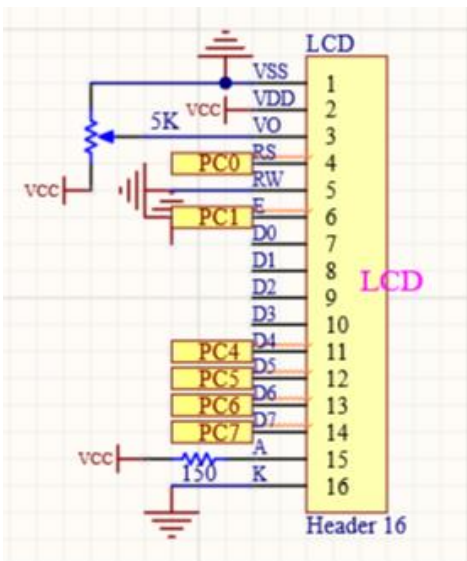 LCD
VSS 1
VCC VDD 2
5K VO 3
PC0 RS 4
VCC RW 5
PC1 E 6
D0 7
D1 8
LCD
D2 9
D3 10
PC4 D4 11
PC5 D5 12
PC6 D6 13
PC7 D7 14
VCC 150 A 15
K 16
Header 16